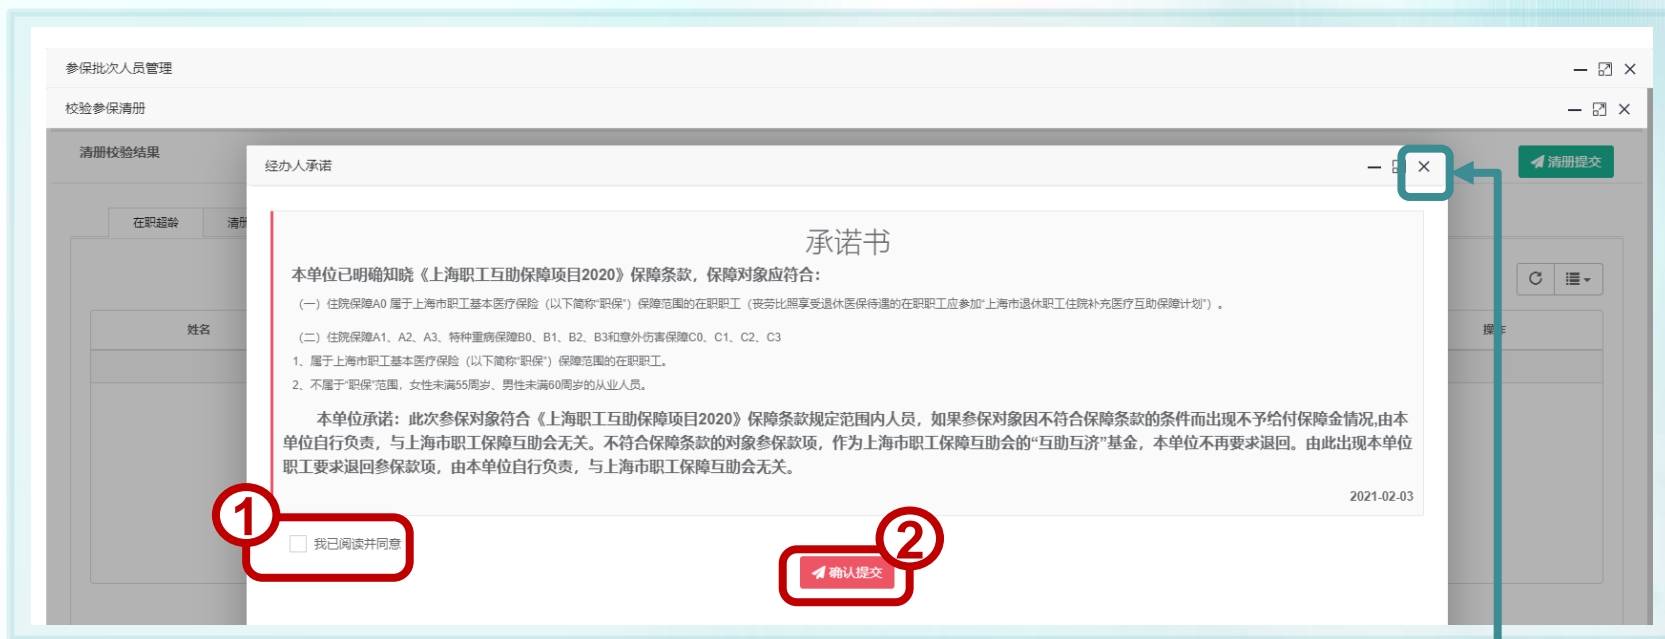 参保批次人员管理
校验参保清册
清册校验结果
清册提交
经办人承诺
在职超龄
清册
承诺书
本单位已明确知晓《上海职工互助保障项目2020》保障条款，保障对象应符合：
（一）住院保障A0 属于上海市职工基本医疗保险（以下简称“职保”）保障范围的在职职工（丧劳比照享受退休医保待遇的在职职工应参加“上海市退休职工住院补充医疗互助保障计划”）。
（二）住院保障A1、A2、A3、特种重病保障B0、B1、B2、B3和意外伤害保障C0、C1、C2、C3
1、属于上海市职工基本医疗保险（以下简称“职保”）保障范围的在职职工。
2、不属于“职保”范围，女性未满55周岁、男性未满60周岁的从业人员。
本单位承诺：此次参保对象符合《上海职工互助保障项目2020》保障条款规定范围内人员，如果参保对象因不符合保障条款的条件而出现不予给付保障金情况,由本
单位自行负责，与上海市职工保障互助会无关。不符合保障条款的对象参保款项，作为上海市职工保障互助会的“互助互济”基金，本单位不再要求退回。由此出现本单位
职工要求退回参保款项，由本单位自行负责，与上海市职工保障互助会无关。
2021-02-03
姓名
操作
1
我已阅读并同意
2
确认提交